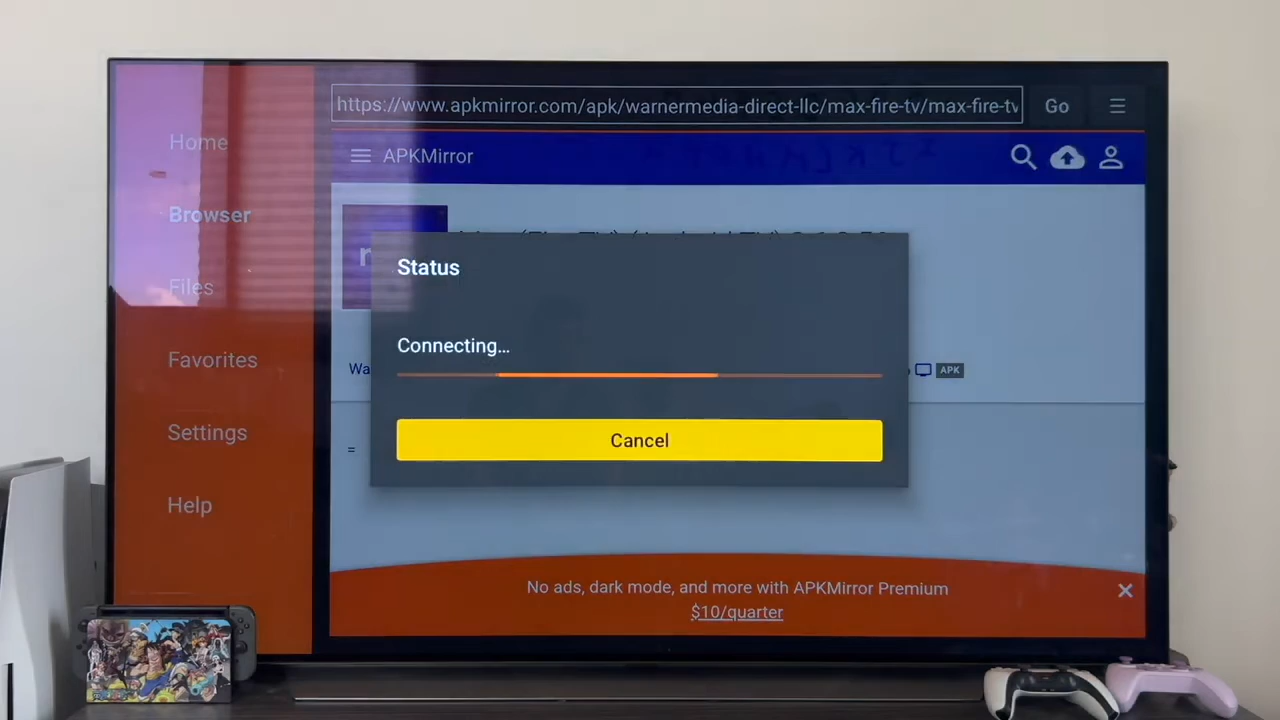 https://www.apkmirror.com/apk/warnermedia-direct-llc/max-fire-tv/max-fire-tv
Go
Home
APKMirror
Browser
Status
Files
Connecting...
Favorites
Wa
APK
Settings
Cancel
=
Help
No ads, dark mode, and more with APKMirror Premium
$10/quarter